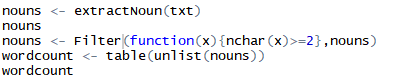 nouns <- extractNoun(txt)
nouns
nouns <- Filter(function(x){nchar(x)>=2},nouns)
wordcount <- table(unlist(nouns))
wordcount